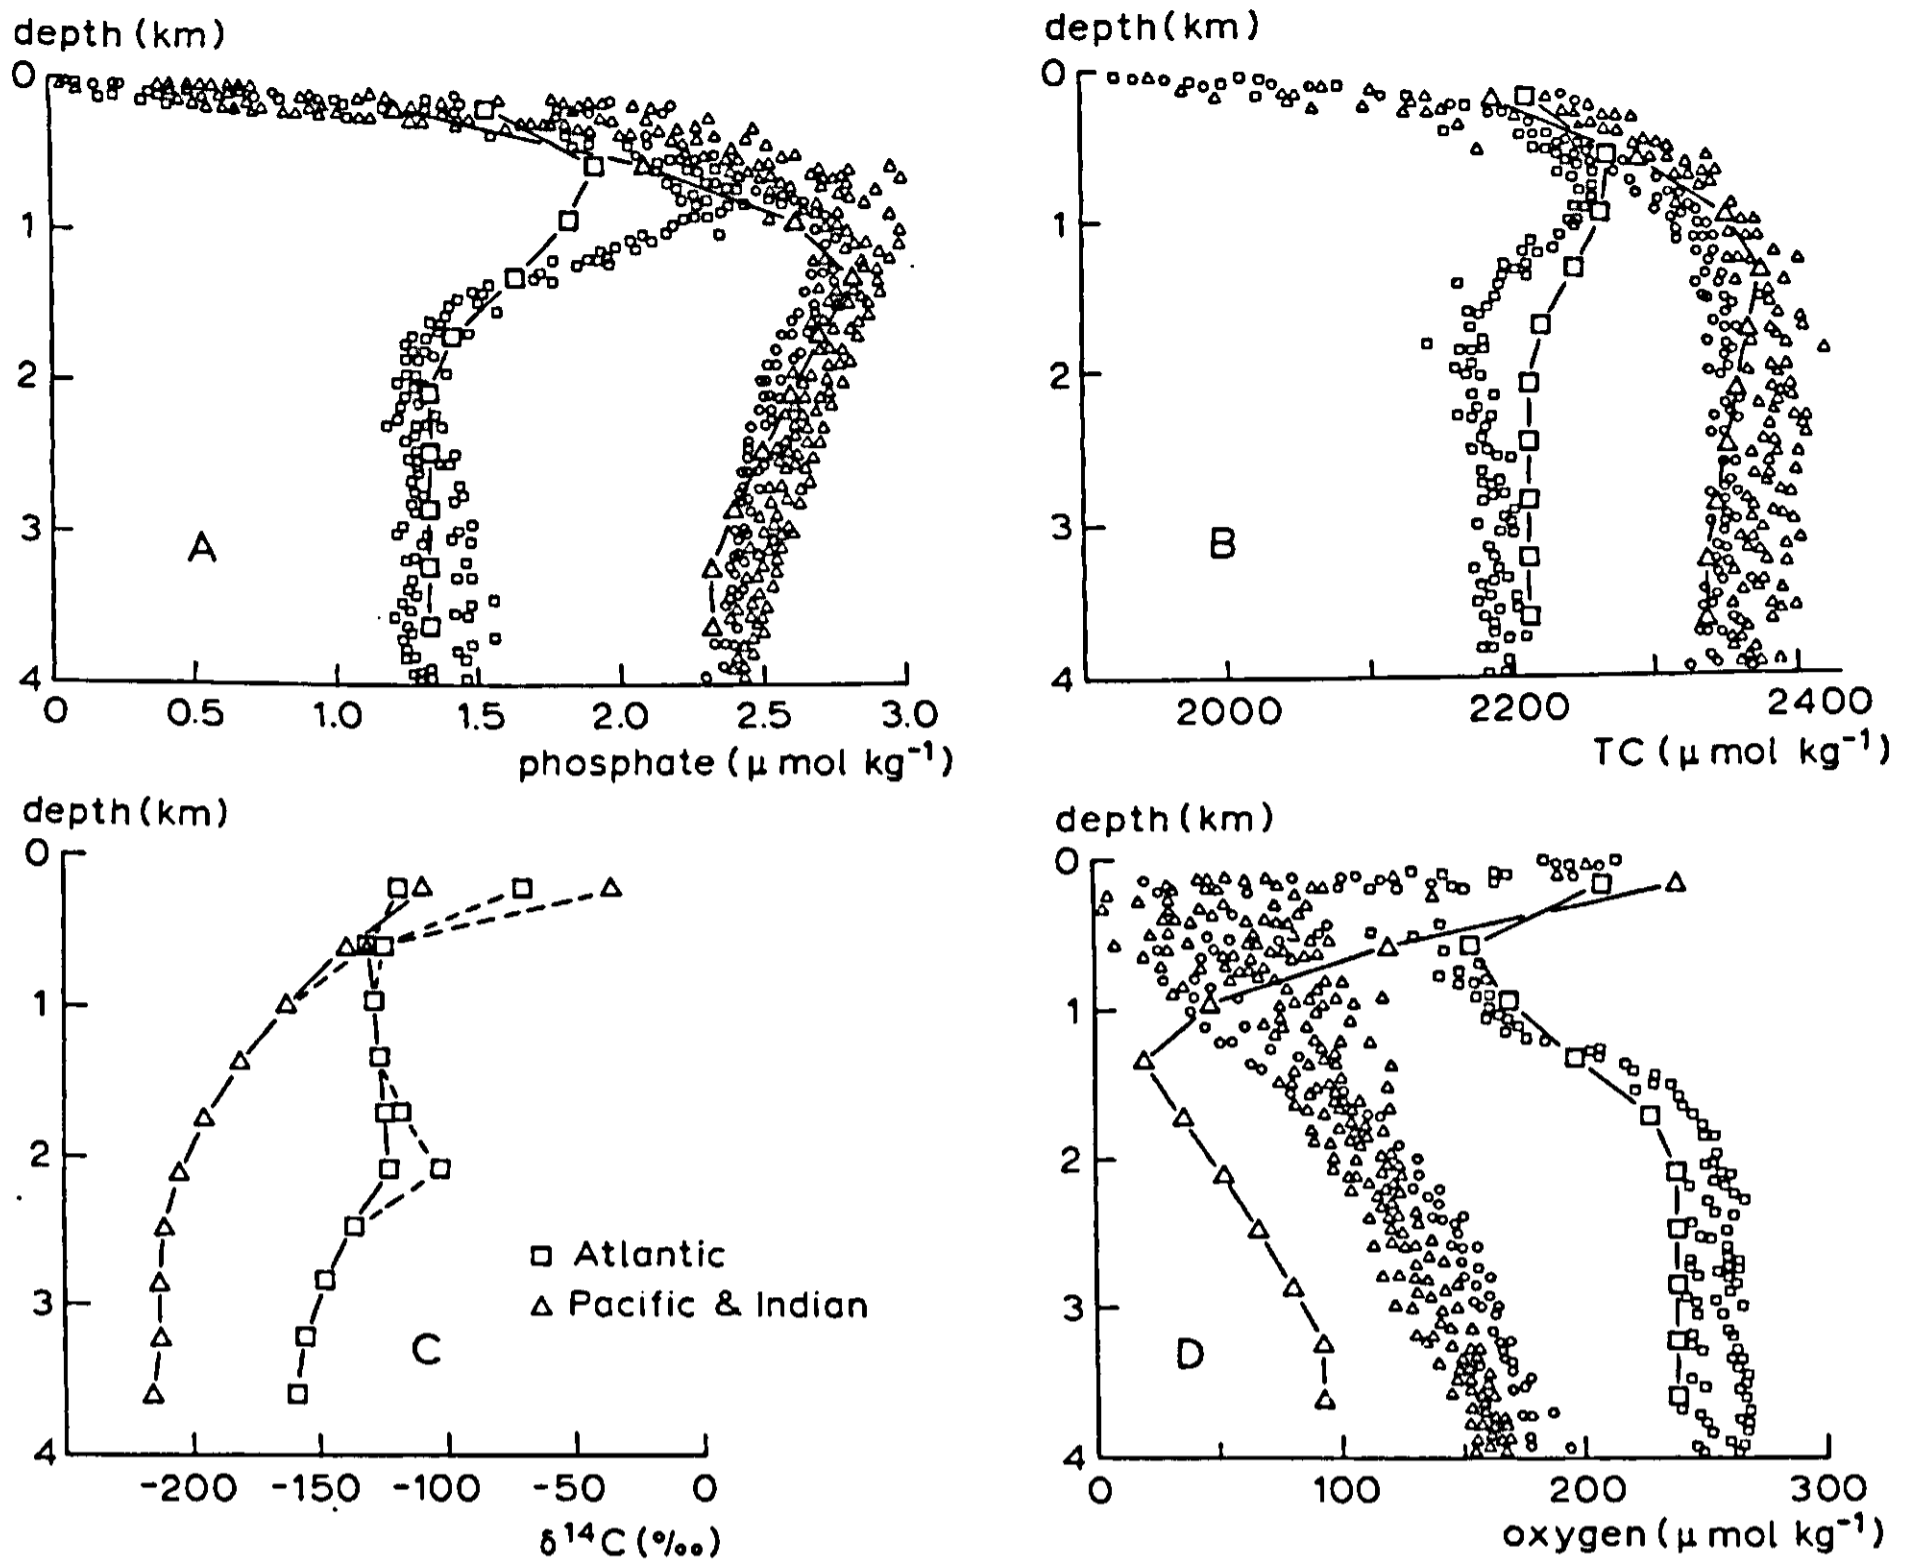 depth (km)
0
1
2
3
4
A
0 0.5 1.0 1.5 2.0 2.5 3.0
phosphate (μ mol kg⁻¹)
depth (km)
0
1
2
3
4
B
2000 2200 2400
TC (μ mol kg⁻¹)
depth (km)
0
1
2
3
4
□ Atlantic
△ Pacific & Indian
C
-200 -150 -100 -50 0
δ¹⁴C (‰)
depth (km)
0
1
2
3
4
D
0 100 200 300
oxygen (μ mol kg⁻¹)